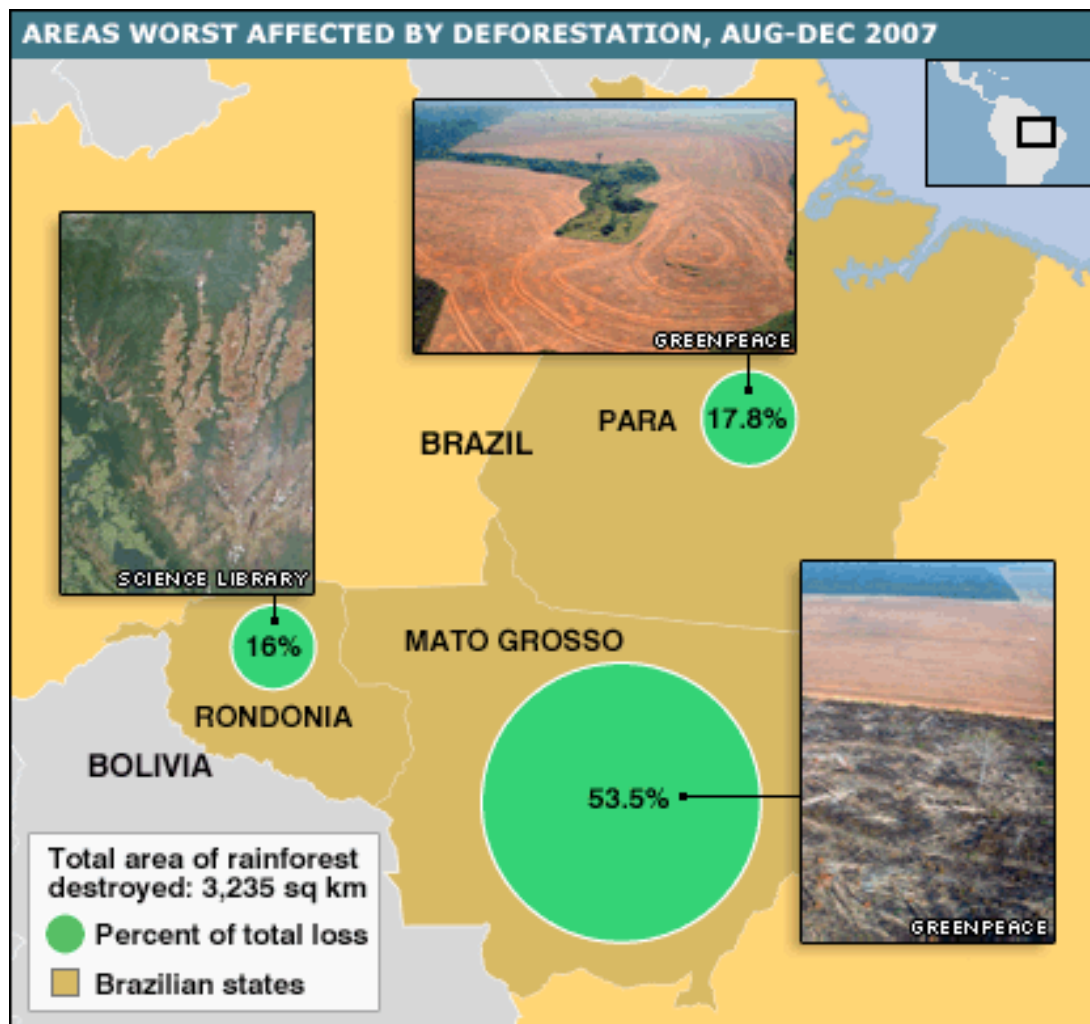 AREAS WORST AFFECTED BY DEFORESTATION, AUG-DEC 2007
GREENPEACE
PARA
17.8%
BRAZIL
SCIENCE LIBRARY
16%
MATO GROSSO
RONDONIA
BOLIVIA
53.5%
GREENPEACE
Total area of rainforest
destroyed: 3,235 sq km
Percent of total loss
Brazilian states